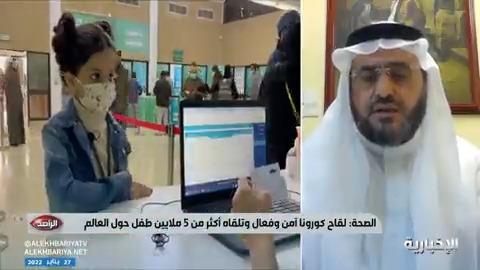 الصحة: لقاح كورونا آمن وفعال وتلقاه أكثر من 5 ملايين طفل حول العالم
الراصد
@ALEKHBARIYATV
ALEKHBARIYA.NET
27 يناير 2022
الإخبارية